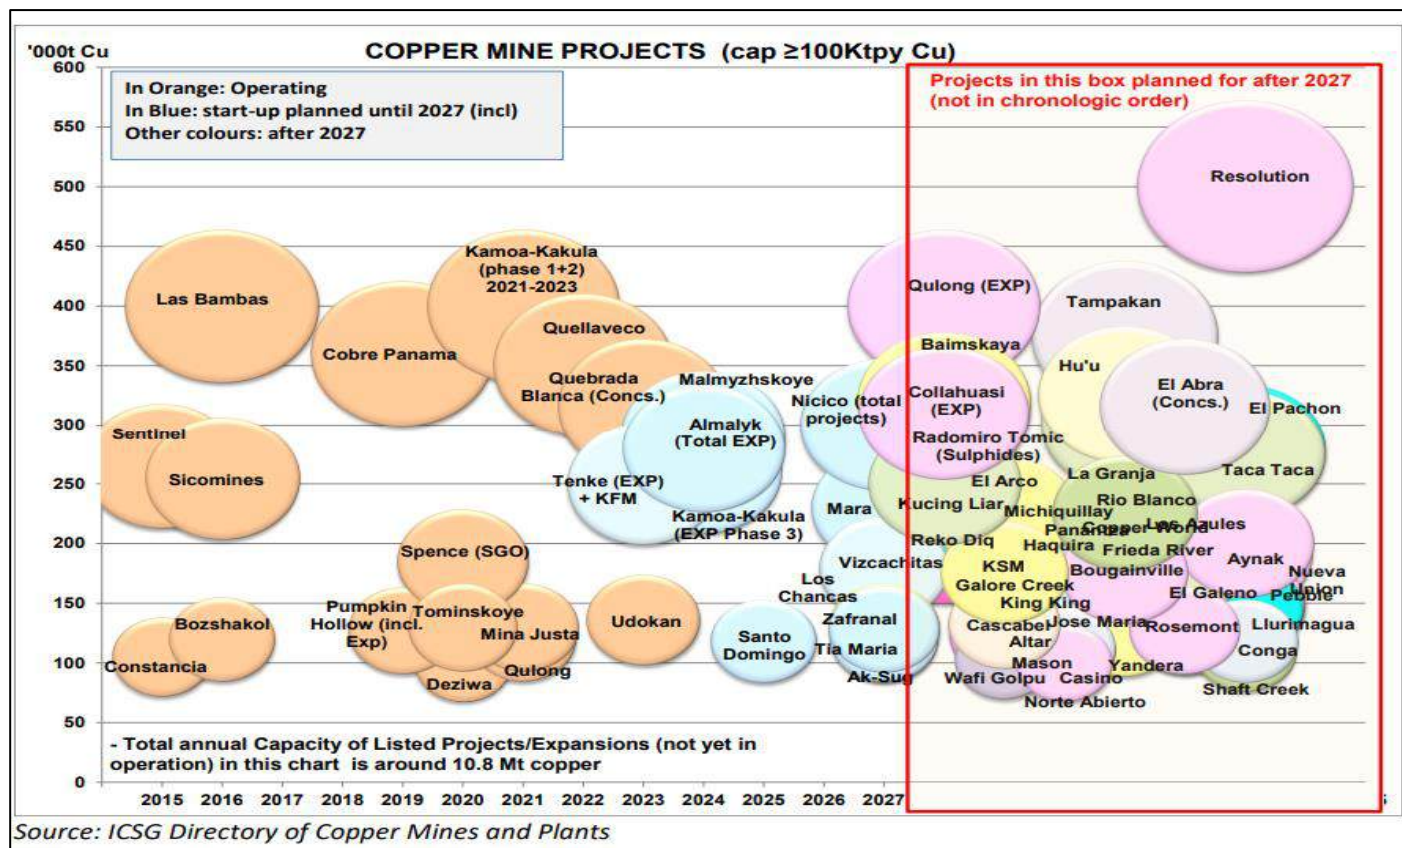 '000t Cu
COPPER MINE PROJECTS (cap ≥100Ktpy Cu)
600
550
500
450
400
350
300
250
200
150
100
50
0
In Orange: Operating
In Blue: start-up planned until 2027 (incl)
Other colours: after 2027
Projects in this box planned for after 2027
(not in chronologic order)
Resolution
Las Bambas
Kamoa-Kakula
(phase 1+2)
2021-2023
Cobre Panama
Quellaveco
Quebrada
Blanca (Concs.)
Malmyzhskoye
Almalyk
(Total EXP)
Nicico (total
projects)
Qulong (EXP)
Tampakan
Baimskaya
Hu'u
Collahuasi
(EXP)
El Abra
(Concs.)
El Pachon
Sentinel
Sicomines
Tenke (EXP)
+ KFM
Kamoa-Kakula
(EXP Phase 3)
Radomiro Tomic
(Sulphides)
La Granja
Taca Taca
El Arco
Kucing Liar
Mara
Michiquillay
Rio Blanco
Panantza
Copper World
Los Azules
Reko Diq
Haquira
Frieda River
Aynak
Spence (SGO)
Vizcachitas
KSM
Bougainville
Nueva
Union
Los
Chancas
Galore Creek
El Galeno
Pebble
King King
Pumpkin
Hollow (incl.
Exp)
Tominskoye
Mina Justa
Udokan
Zafranal
Cascabel
Jose Maria
Rosemont
Llurimagua
Bozshakol
Santo
Domingo
Tia Maria
Altar
Conga
Constancia
Qulong
Deziwa
Ak-Sug
Mason
Wafi Golpu
Casino
Yandera
Norte Abierto
Shaft Creek
- Total annual Capacity of Listed Projects/Expansions (not yet in
operation) in this chart is around 10.8 Mt copper
2015 2016 2017 2018 2019 2020 2021 2022 2023 2024 2025 2026 2027
Source: ICSG Directory of Copper Mines and Plants